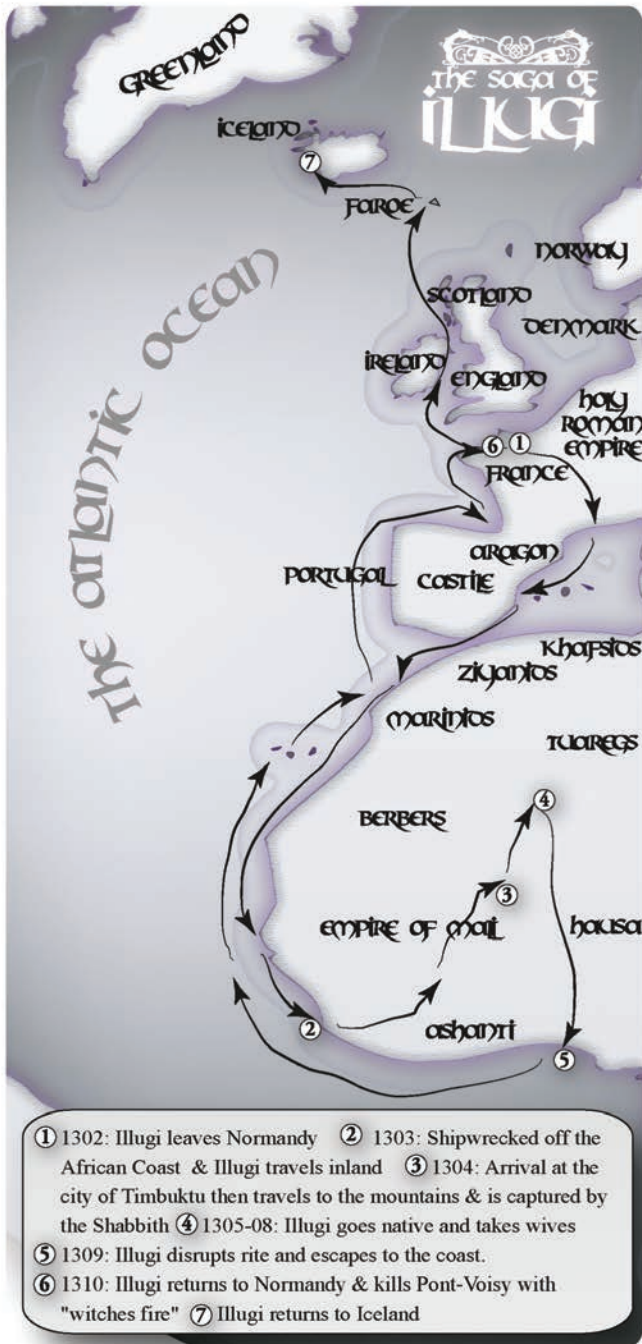 THE SAGA OF
ILLUGI
GREENLAND
ICELAND
7
FAROE
NORWAY
SCOTLAND
DENMARK
IRELAND
ENGLAND
HOLY
ROMAN
EMPIRE
6 1
FRANCE
THE ATLANTIC OCEAN
ARAGON
PORTUGAL
CASTILE
KHAFSIDS
ZIYANIDS
MARINIDS
TUAREGS
4
BERBERS
3
EMPIRE OF MALI
HAUSA
2
ASHANTI
5
1 1302: Illugi leaves Normandy 2 1303: Shipwrecked off the
African Coast & Illugi travels inland 3 1304: Arrival at the
city of Timbuktu then travels to the mountains & is captured by
the Shabbith 4 1305-08: Illugi goes native and takes wives
5 1309: Illugi disrupts rite and escapes to the coast.
6 1310: Illugi returns to Normandy & kills Pont-Voisy with
"witches fire" 7 Illugi returns to Iceland